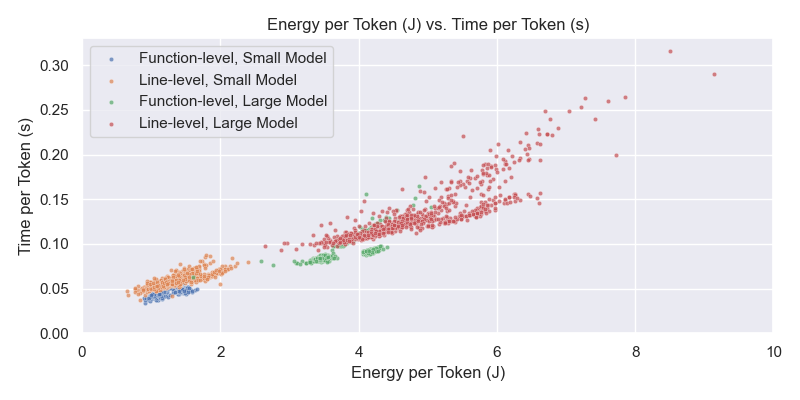 Energy per Token (J) vs. Time per Token (s)
Function-level, Small Model
Line-level, Small Model
Function-level, Large Model
Line-level, Large Model
Time per Token (s)
0.30
0.25
0.20
0.15
0.10
0.05
0.00
0 2 4 6 8 10
Energy per Token (J)